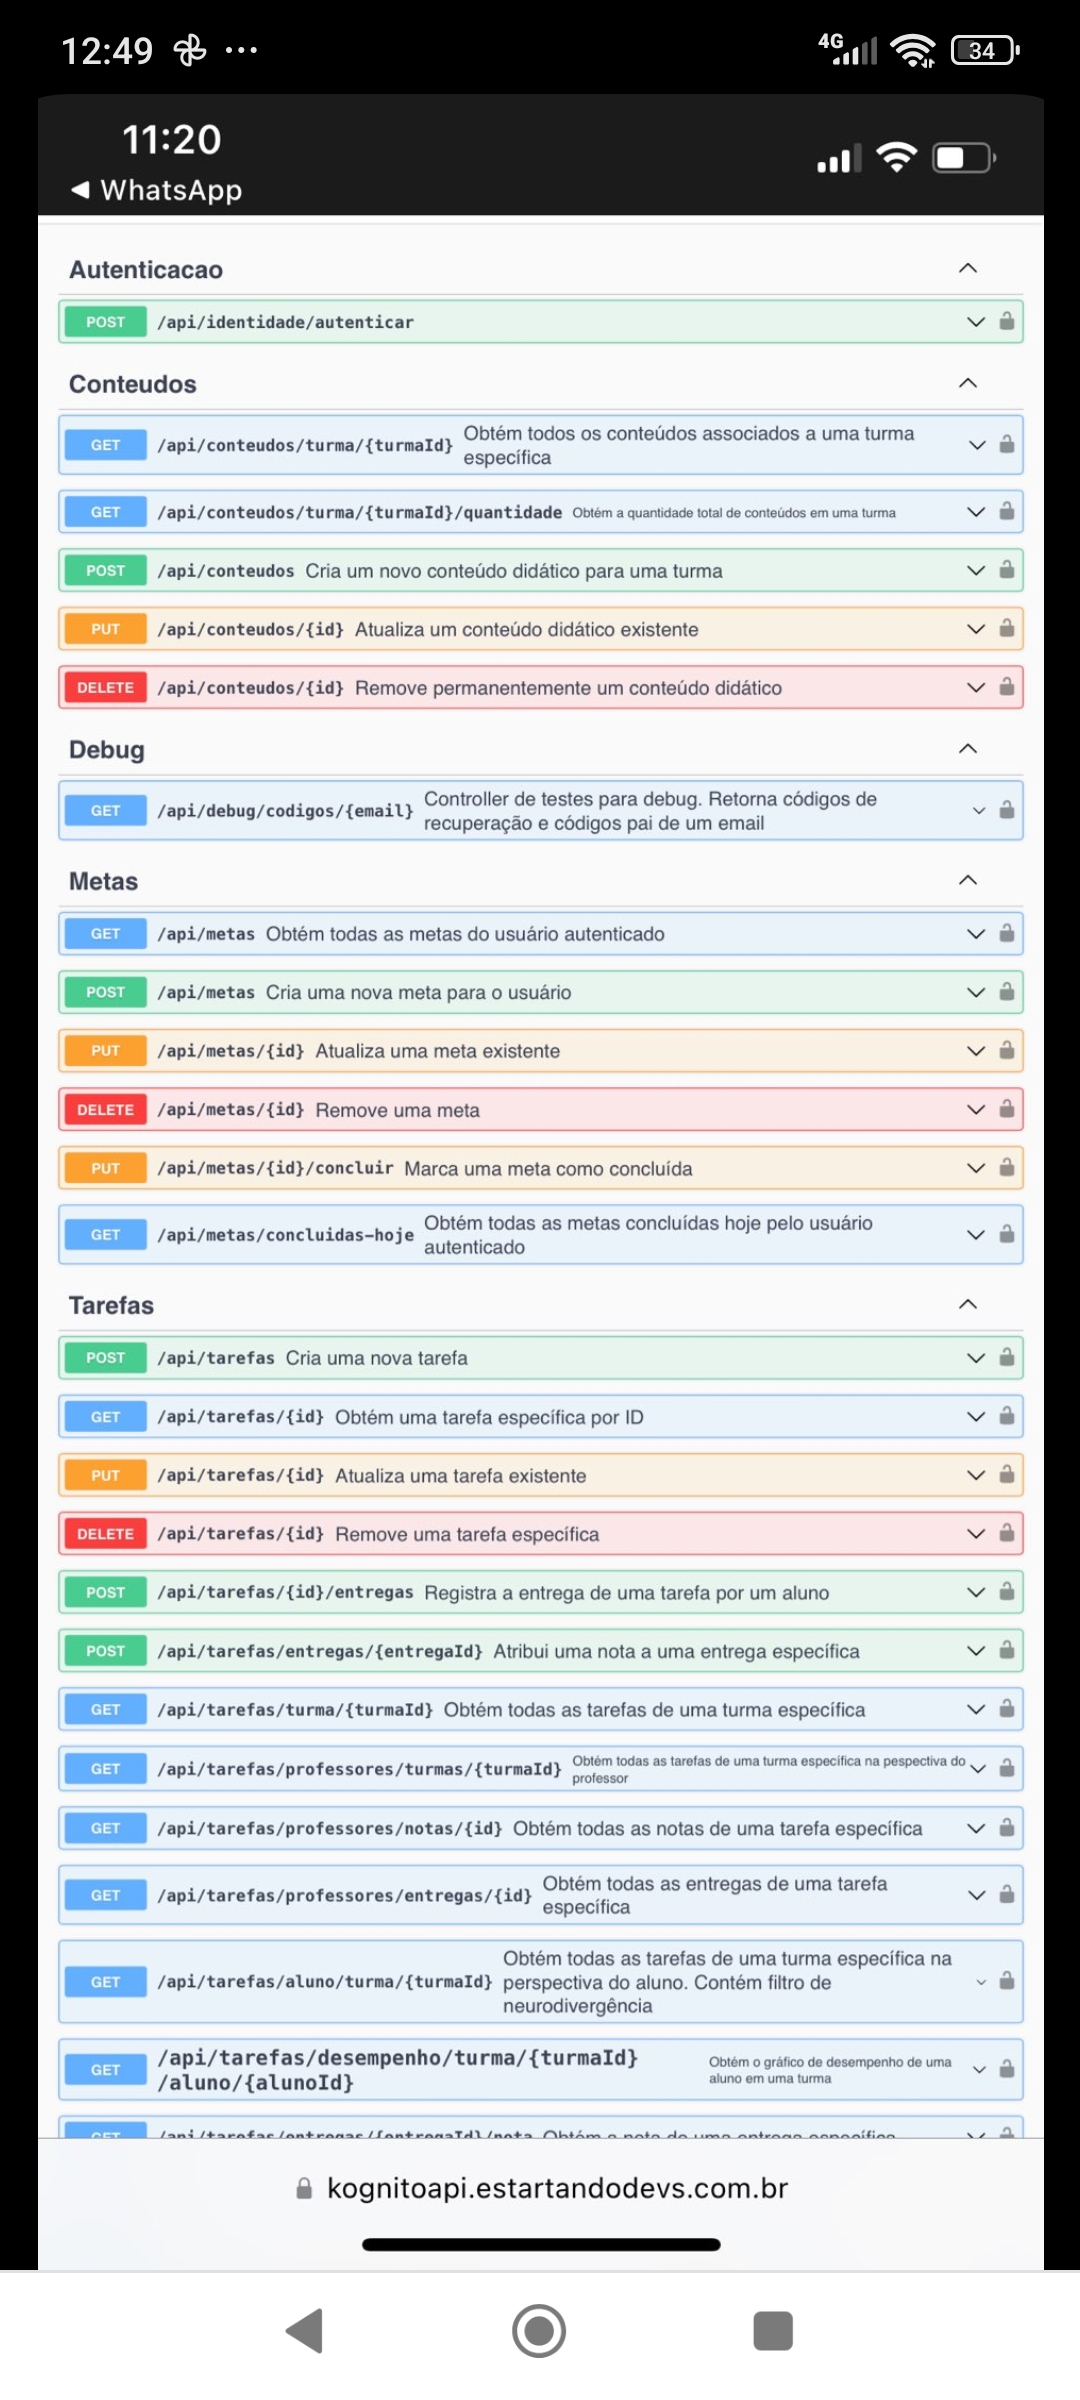 12:49 ... 4G 34
11:20
◀ WhatsApp
Autenticacao
POST /api/identidade/autenticar
Conteudos
GET /api/conteudos/turma/{turmaId} Obtém todos os conteúdos associados a uma turma
específica
GET /api/conteudos/turma/{turmaId}/quantidade Obtém a quantidade total de conteúdos em uma turma
POST /api/conteudos Cria um novo conteúdo didático para uma turma
PUT /api/conteudos/{id} Atualiza um conteúdo didático existente
DELETE /api/conteudos/{id} Remove permanentemente um conteúdo didático
Debug
GET /api/debug/codigos/{email} Controller de testes para debug. Retorna códigos de
recuperação e códigos pai de um email
Metas
GET /api/metas Obtém todas as metas do usuário autenticado
POST /api/metas Cria uma nova meta para o usuário
PUT /api/metas/{id} Atualiza uma meta existente
DELETE /api/metas/{id} Remove uma meta
PUT /api/metas/{id}/concluir Marca uma meta como concluída
GET /api/metas/concluidas-hoje Obtém todas as metas concluídas hoje pelo usuário
autenticado
Tarefas
POST /api/tarefas Cria uma nova tarefa
GET /api/tarefas/{id} Obtém uma tarefa específica por ID
PUT /api/tarefas/{id} Atualiza uma tarefa existente
DELETE /api/tarefas/{id} Remove uma tarefa específica
POST /api/tarefas/{id}/entregas Registra a entrega de uma tarefa por um aluno
POST /api/tarefas/entregas/{entregaId} Atribui uma nota a uma entrega específica
GET /api/tarefas/turma/{turmaId} Obtém todas as tarefas de uma turma específica
GET /api/tarefas/professores/turmas/{turmaId} Obtém todas as tarefas de uma turma específica na pespectiva do
professor
GET /api/tarefas/professores/notas/{id} Obtém todas as notas de uma tarefa específica
GET /api/tarefas/professores/entregas/{id} Obtém todas as entregas de uma tarefa
específica
GET /api/tarefas/aluno/turma/{turmaId} Obtém todas as tarefas de uma turma específica na
perspectiva do aluno. Contém filtro de
neurodivergência
GET /api/tarefas/desempenho/turma/{turmaId} Obtém o gráfico de desempenho de uma
/aluno/{alunoId} aluno em uma turma
GET /api/tarefas/entregas/{entregaId}/nota Obtém a nota de uma entrega específica
kognitoapi.estartandodevs.com.br